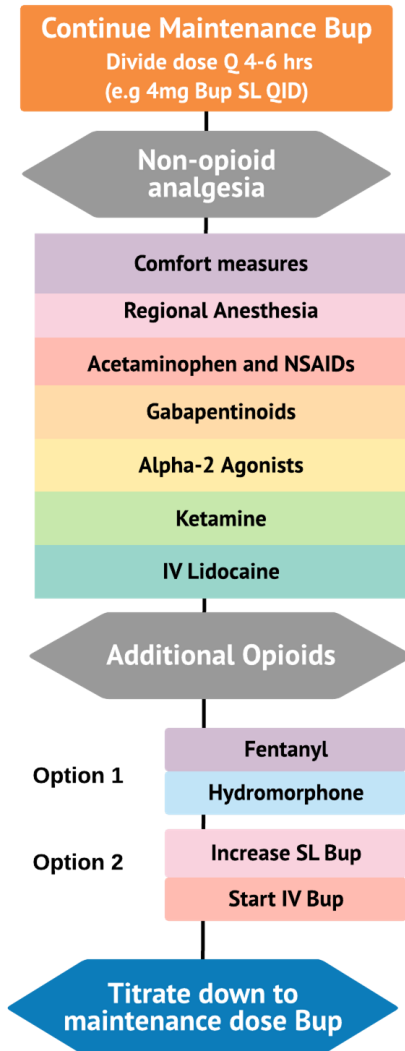 Continue Maintenance Bup
Divide dose Q 4-6 hrs
(e.g 4mg Bup SL QID)
Non-opioid
analgesia
Comfort measures
Regional Anesthesia
Acetaminophen and NSAIDs
Gabapentinoids
Alpha-2 Agonists
Ketamine
IV Lidocaine
Additional Opioids
Option 1
Fentanyl
Hydromorphone
Option 2
Increase SL Bup
Start IV Bup
Titrate down to
maintenance dose Bup